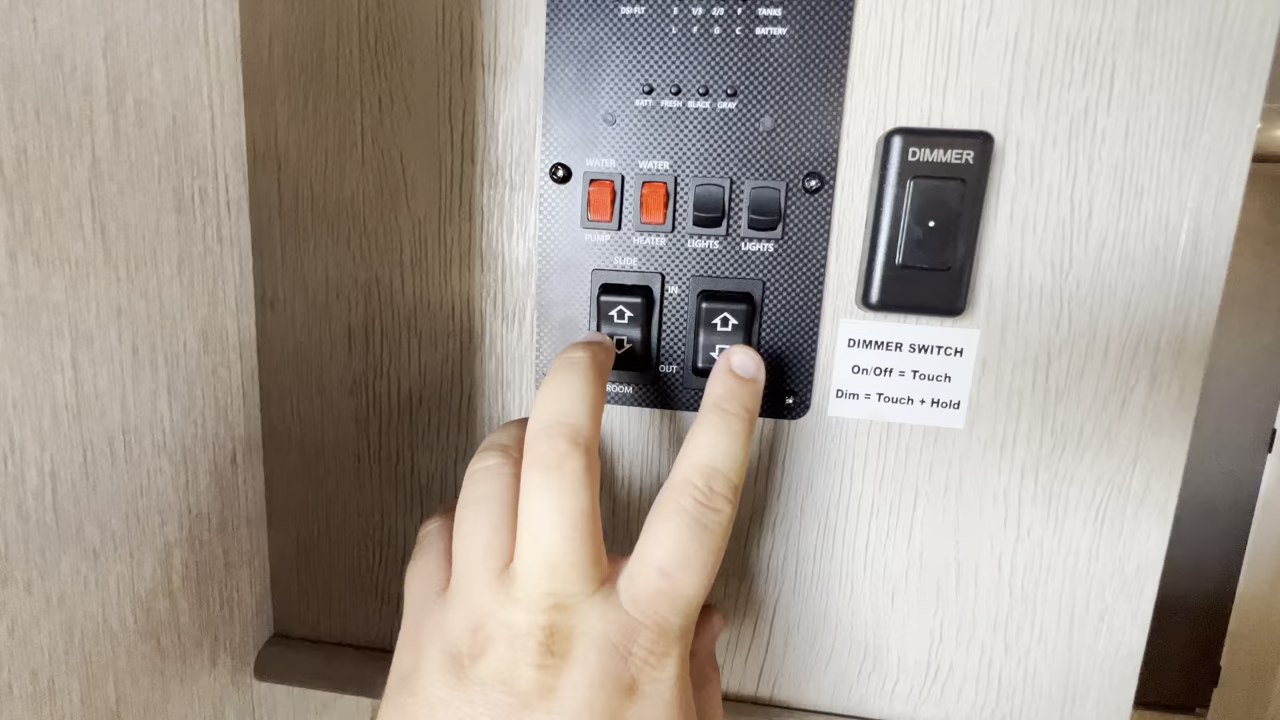 DSI FLT E 1/3 2/3 F TANKS
L F G C BATTERY
BATT FRESH BLACK GRAY
WATER WATER
PUMP HEATER LIGHTS LIGHTS
SLIDE
IN
OUT
ROOM
DIMMER
DIMMER SWITCH
On/Off = Touch
Dim = Touch + Hold